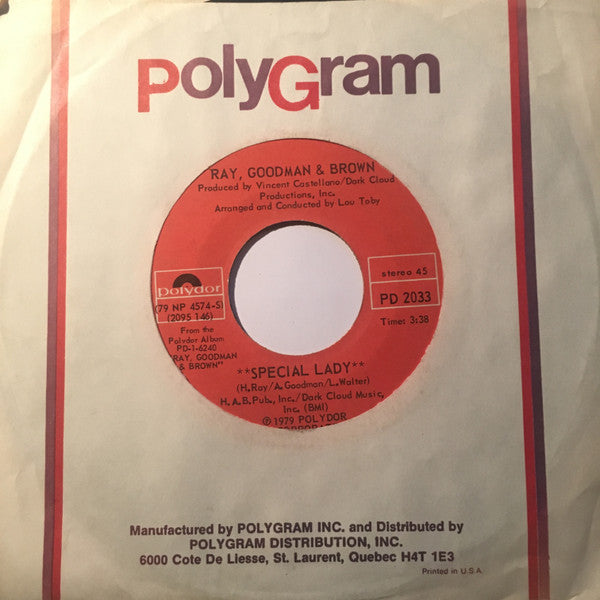 PolyGram
RAY, GOODMAN & BROWN
Produced by Vincent Castellano/Dark Cloud
Productions, Inc.
Arranged and Conducted by Lou Toby
polydor
(79 NP 4574-S)
(2095 146)
From the
Polydor Album
PD-1-6240
"RAY, GOODMAN
& BROWN"
stereo 45
PD 2033
Time: 3:38
**SPECIAL LADY**
(H.Ray/A.Goodman/L.Walter)
H.A.B.Pub., Inc./Dark Cloud Music,
Inc. (BMI)
℗ 1979 POLYDOR
Manufactured by POLYGRAM INC. and Distributed by
POLYGRAM DISTRIBUTION, INC.
6000 Cote De Liesse, St. Laurent, Quebec H4T 1E3
Printed in U.S.A.